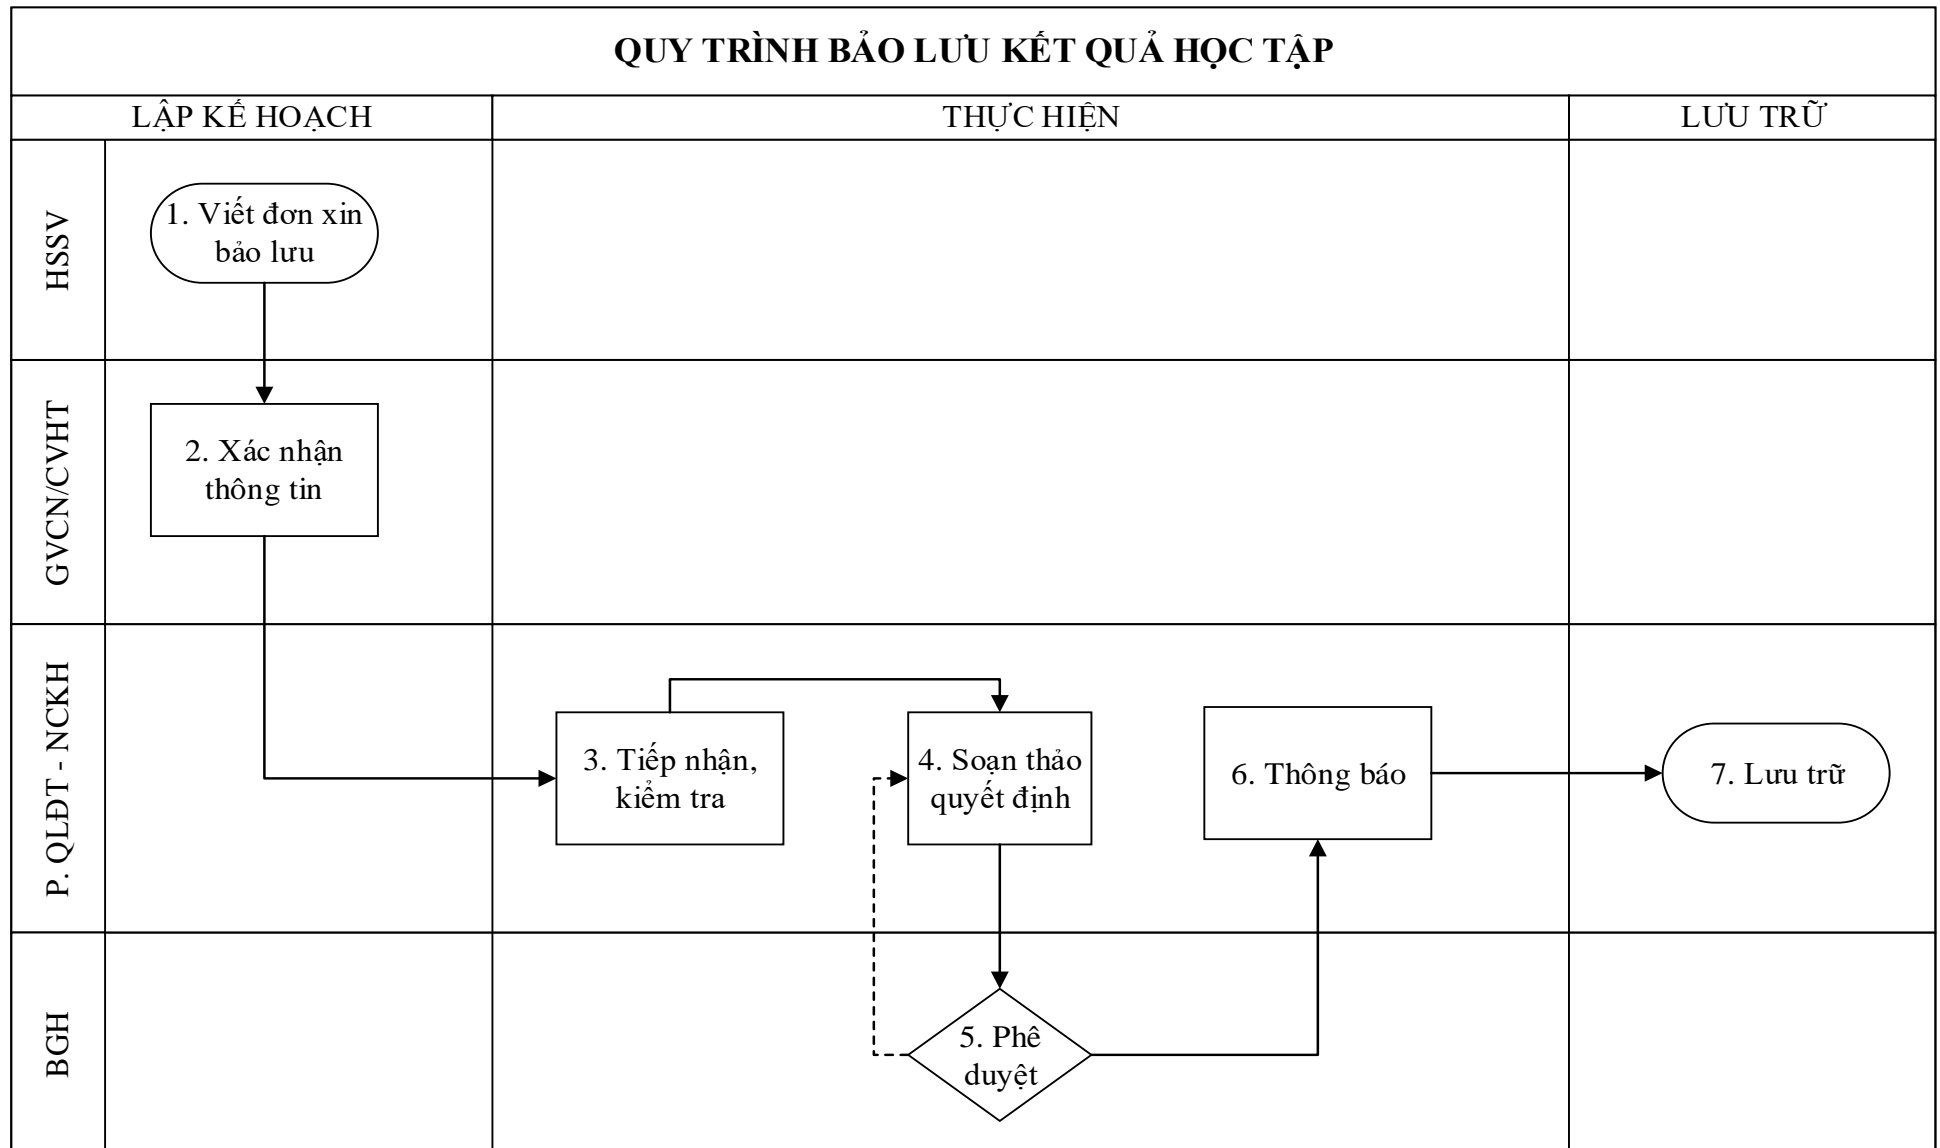 QUY TRÌNH BẢO LƯU KẾT QUẢ HỌC TẬP
LẬP KẾ HOẠCH
THỰC HIỆN
LƯU TRỮ
HSSV
1. Viết đơn xin
bảo lưu
GVCN/CVHT
2. Xác nhận
thông tin
P. QLĐT - NCKH
3. Tiếp nhận,
kiểm tra
4. Soạn thảo
quyết định
6. Thông báo
7. Lưu trữ
BGH
5. Phê
duyệt